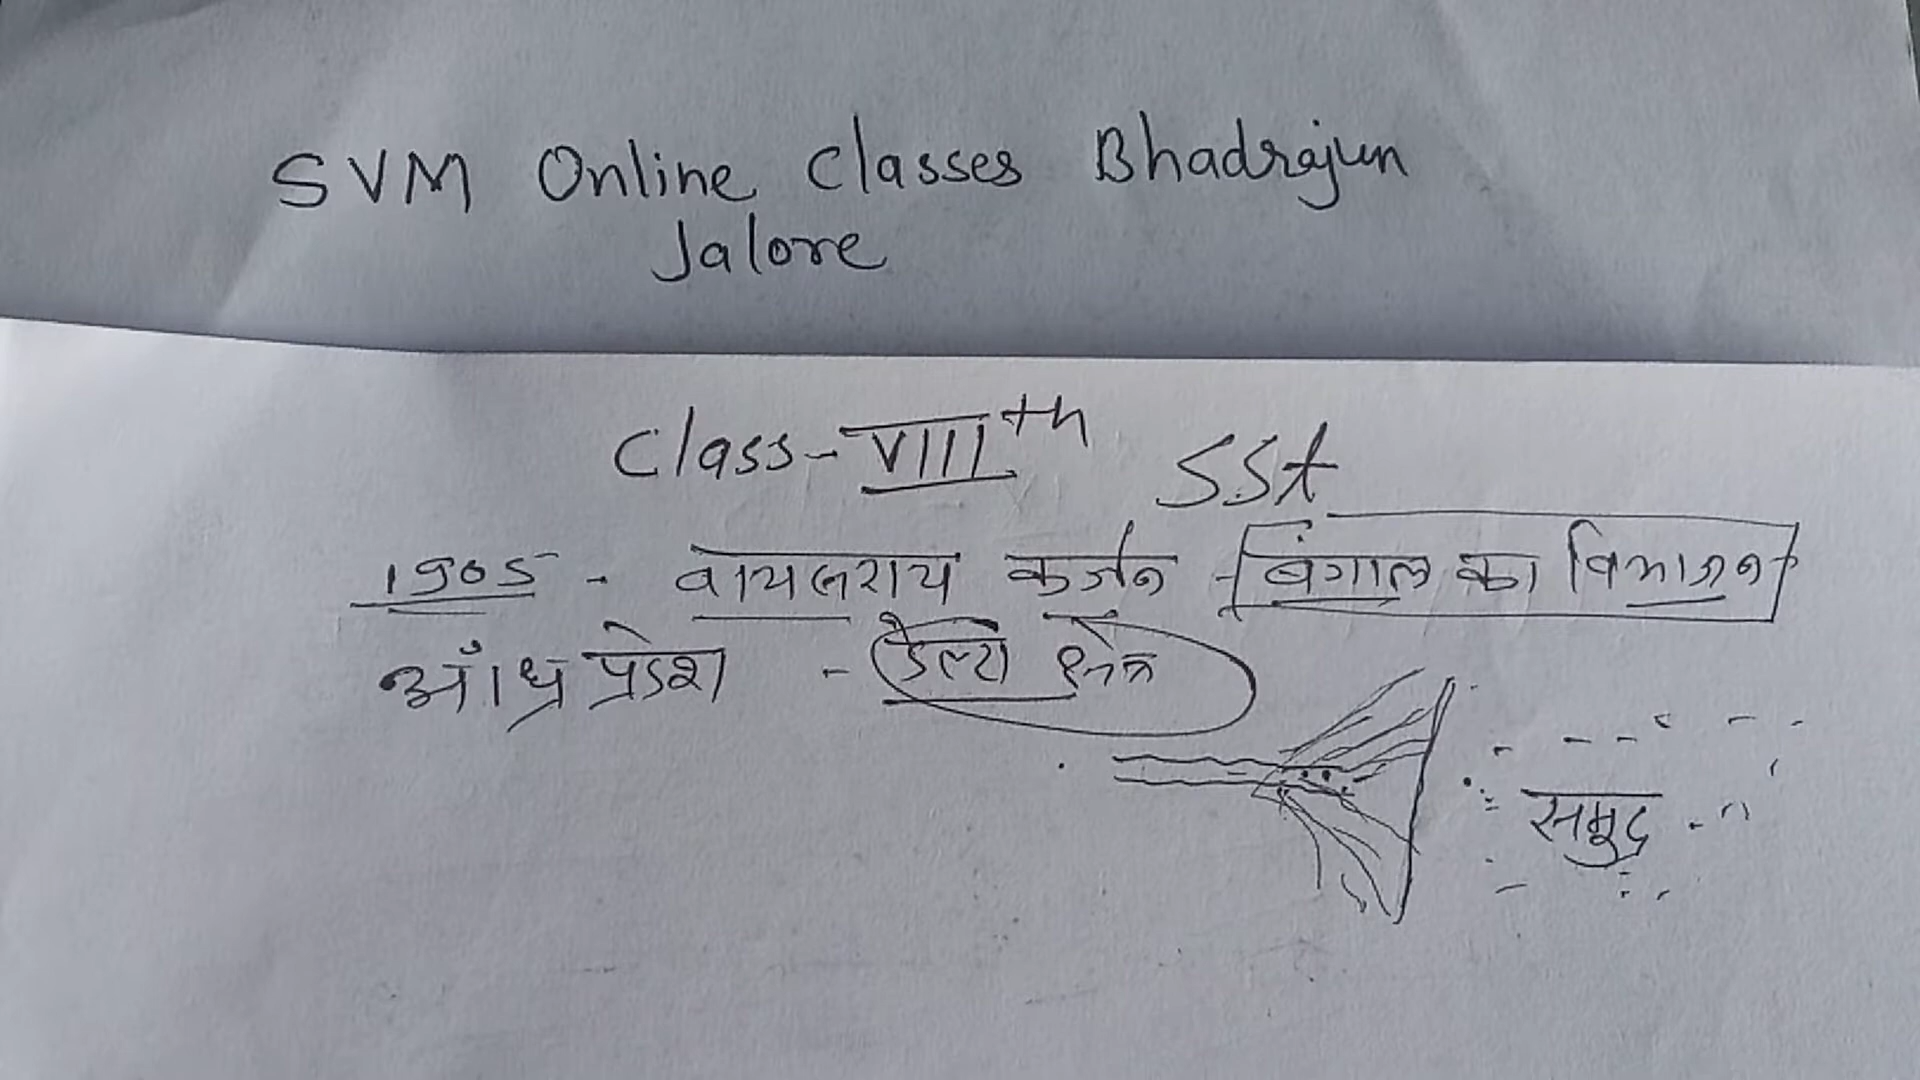 SVM Online Classes Bhadrajun
Jalore
Class-VIIIth SSt
1905 - वायसराय कर्जन - बंगाल का विभाजन
आंध्र प्रदेश - डेल्टा क्षेत्र
समुद्र